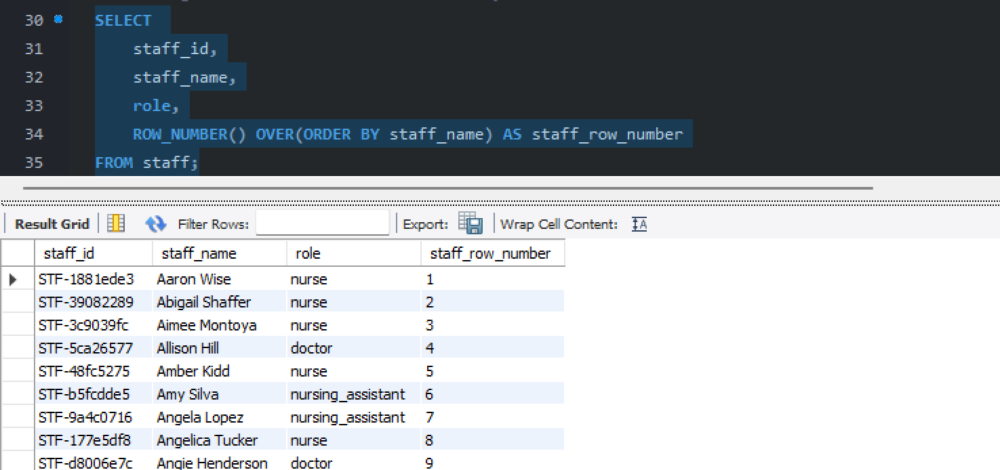 30 SELECT
31 staff_id,
32 staff_name,
33 role,
34 ROW_NUMBER() OVER(ORDER BY staff_name) AS staff_row_number
35 FROM staff;
Result Grid Filter Rows: Export: Wrap Cell Content: IA
staff_id staff_name role staff_row_number
STF-1881ede3 Aaron Wise nurse 1
STF-39082289 Abigail Shaffer nurse 2
STF-3c9039fc Aimee Montoya nurse 3
STF-5ca26577 Allison Hill doctor 4
STF-48fc5275 Amber Kidd nurse 5
STF-b5fcdde5 Amy Silva nursing_assistant 6
STF-9a4c0716 Angela Lopez nursing_assistant 7
STF-177e5df8 Angelica Tucker nurse 8
STF-d8006e7c Angie Henderson doctor 9